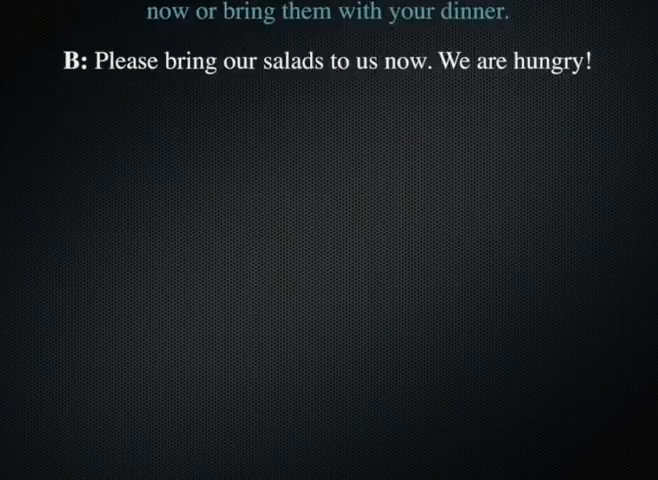 now or bring them with your dinner.
B: Please bring our salads to us now. We are hungry!